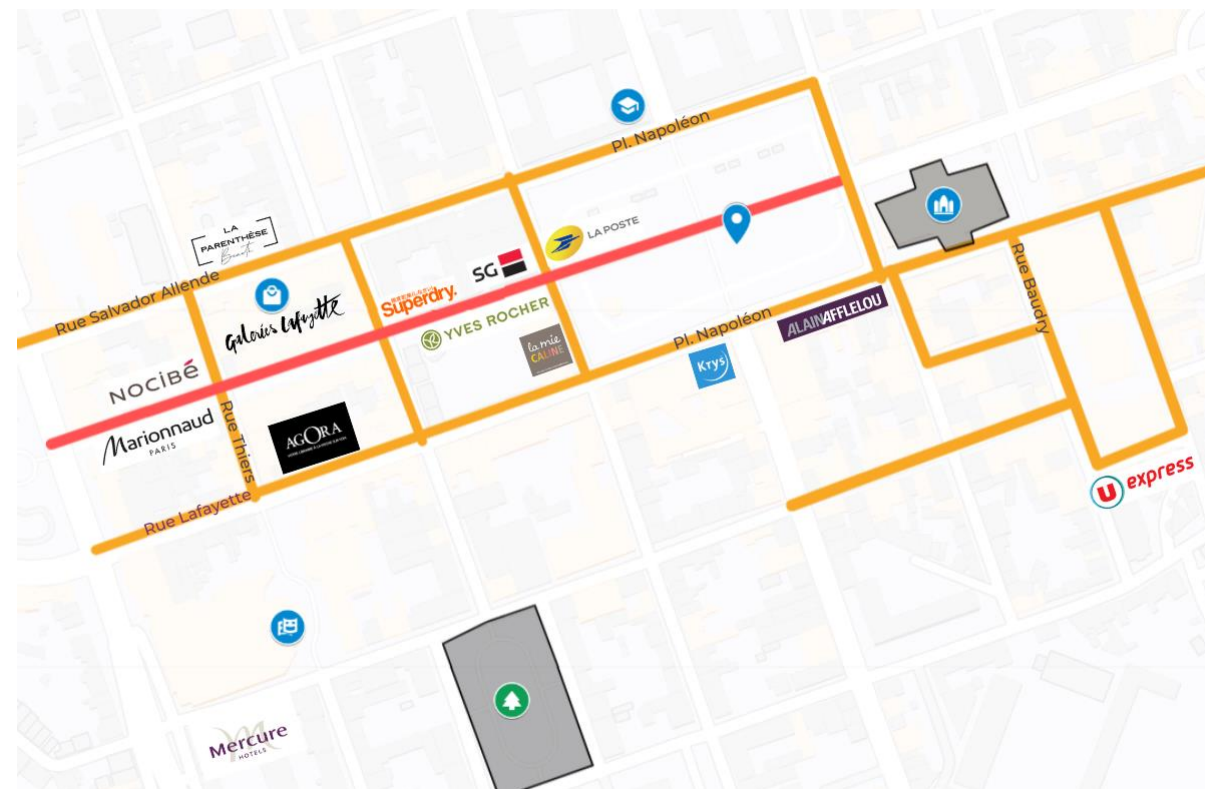 Pl. Napoléon
LA
PARENTHÈSE
Beauté
LA POSTE
SG
Rue Salvador Allende
Galeries Lafayette
Superdry.
YVES ROCHER
la mie
CALINE
Rue Baudry
ALAIN AFFLELOU
Pl. Napoléon
Krys
NOCIBÉ
Marionnaud
PARIS
Rue Thiers
AGORA
U express
Rue Lafayette
Mercure
HOTELS